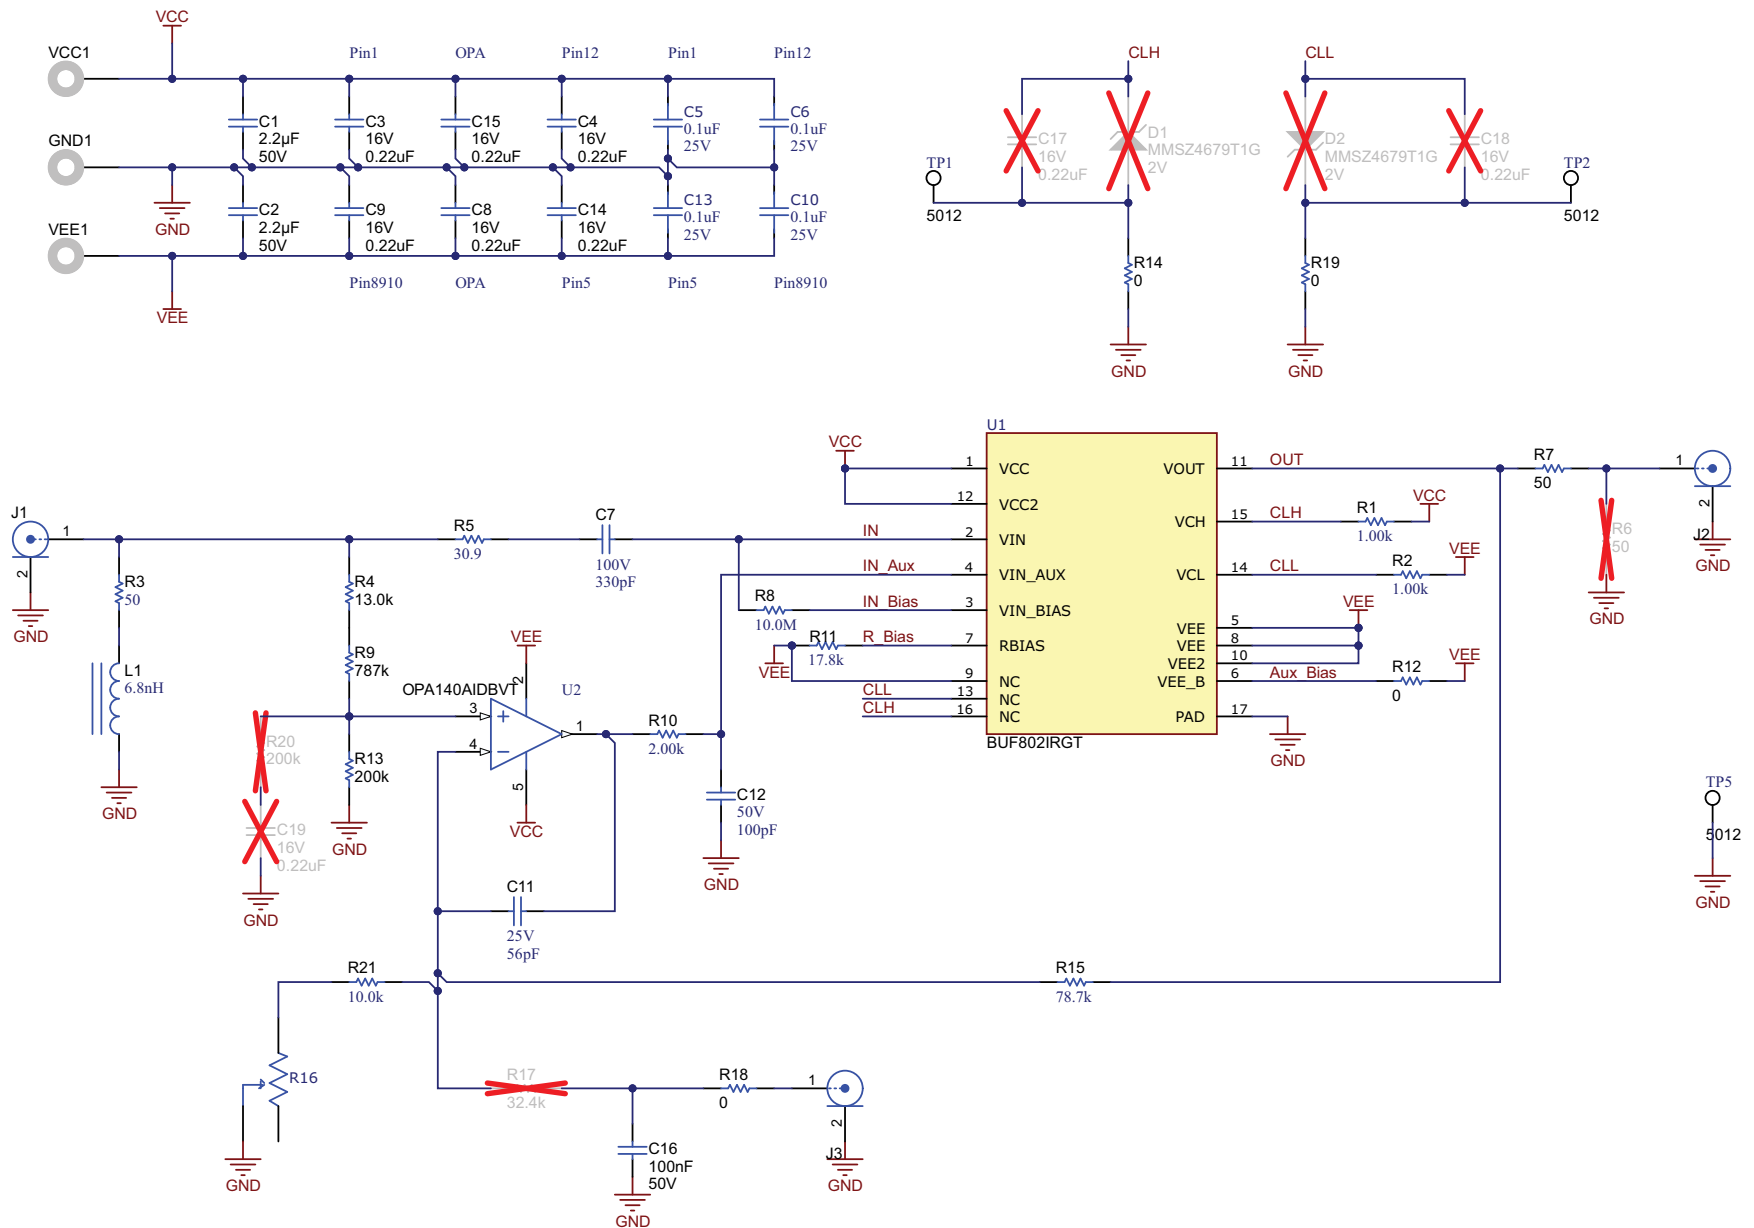 VCC
VCC1
Pin1
OPA
Pin12
Pin1
Pin12
C1
2.2µF
50V
C3
16V
0.22uF
C15
16V
0.22uF
C4
16V
0.22uF
C5
0.1uF
25V
C6
0.1uF
25V
GND1
GND
C2
2.2µF
50V
C9
16V
0.22uF
C8
16V
0.22uF
C14
16V
0.22uF
C13
0.1uF
25V
C10
0.1uF
25V
VEE1
VEE
Pin8910
OPA
Pin5
Pin5
Pin8910
CLH
C17
16V
0.22uF
D1
MMSZ4679T1G
2V
TP1
5012
R14
0
GND
CLL
D2
MMSZ4679T1G
2V
C18
16V
0.22uF
TP2
5012
R19
0
GND
J1
1
2
GND
R3
50
L1
6.8nH
GND
R4
13.0k
R9
787k
R13
200k
GND
R20
200k
C19
16V
0.22uF
GND
R5
30.9
C7
100V
330pF
OPA140AIDBVT
U2
VEE
2
3
4
1
5
VCC
R10
2.00k
C12
50V
100pF
GND
C11
25V
56pF
VCC
IN
IN_Aux
R8
10.0M
IN_Bias
R11
17.8k
R_Bias
VEE
CLL
CLH
U1
1 VCC
12 VCC2
2 VIN
4 VIN_AUX
3 VIN_BIAS
7 RBIAS
9 NC
13 NC
16 NC
VOUT 11
VCH 15
VCL 14
VEE 5
VEE 8
VEE2 10
VEE_B 6
PAD 17
BUF802IRGT
OUT
CLH
R1
1.00k
VCC
CLL
R2
1.00k
VEE
VEE
Aux_Bias
R12
0
VEE
GND
R7
50
R6
50
GND
1
2
J2
GND
TP5
5012
GND
R21
10.0k
R15
78.7k
R16
GND
R17
32.4k
R18
0
C16
100nF
50V
GND
1
2
J3
GND